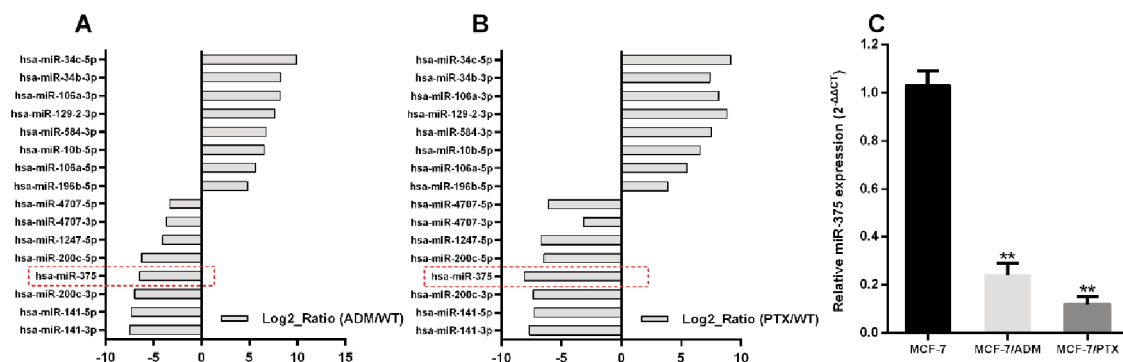 A
hsa-miR-34c-5p
hsa-miR-34b-3p
hsa-miR-106a-3p
hsa-miR-129-2-3p
hsa-miR-584-3p
hsa-miR-10b-5p
hsa-miR-106a-5p
hsa-miR-196b-5p
hsa-miR-4707-5p
hsa-miR-4707-3p
hsa-miR-1247-5p
hsa-miR-200c-5p
hsa-miR-375
hsa-miR-200c-3p
hsa-miR-141-5p
hsa-miR-141-3p
Log2_Ratio (ADM/WT)
-10 -5 0 5 10 15
B
hsa-miR-34c-5p
hsa-miR-34b-3p
hsa-miR-106a-3p
hsa-miR-129-2-3p
hsa-miR-584-3p
hsa-miR-10b-5p
hsa-miR-106a-5p
hsa-miR-196b-5p
hsa-miR-4707-5p
hsa-miR-4707-3p
hsa-miR-1247-5p
hsa-miR-200c-5p
hsa-miR-375
hsa-miR-200c-3p
hsa-miR-141-5p
hsa-miR-141-3p
Log2_Ratio (PTX/WT)
-10 -5 0 5 10
C
Relative miR-375 expression (2-ΔΔCT)
1.2
1.0
0.8
0.6
0.4
0.2
0.0
**
**
MCF-7 MCF-7/ADM MCF-7/PTX